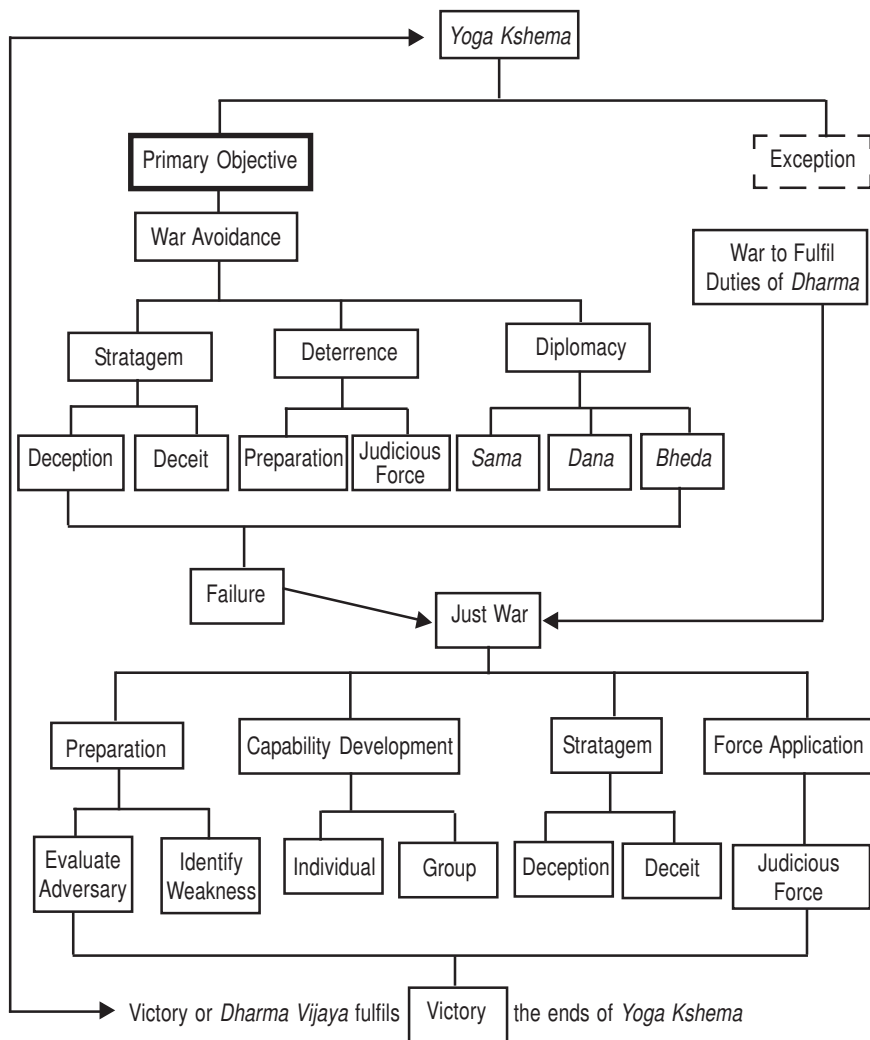 Yoga Kshema
Primary Objective
Exception
War Avoidance
War to Fulfil
Duties of Dharma
Stratagem
Deterrence
Diplomacy
Deception
Deceit
Preparation
Judicious
Force
Sama
Dana
Bheda
Failure
Just War
Preparation
Capability Development
Stratagem
Force Application
Evaluate
Adversary
Identify
Weakness
Individual
Group
Deception
Deceit
Judicious
Force
Victory or Dharma Vijaya fulfils Victory the ends of Yoga Kshema